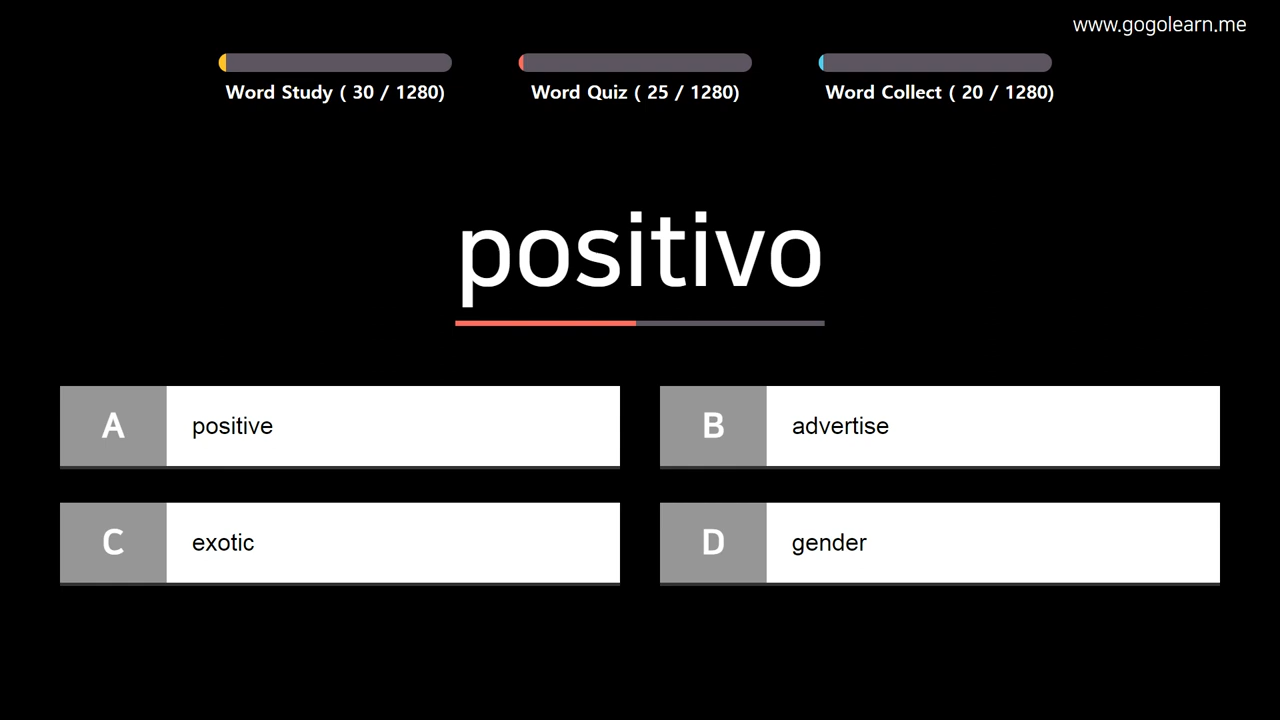 www.gogolearn.me
Word Study ( 30 / 1280)
Word Quiz ( 25 / 1280)
Word Collect ( 20 / 1280)
positivo
A positive
B advertise
C exotic
D gender